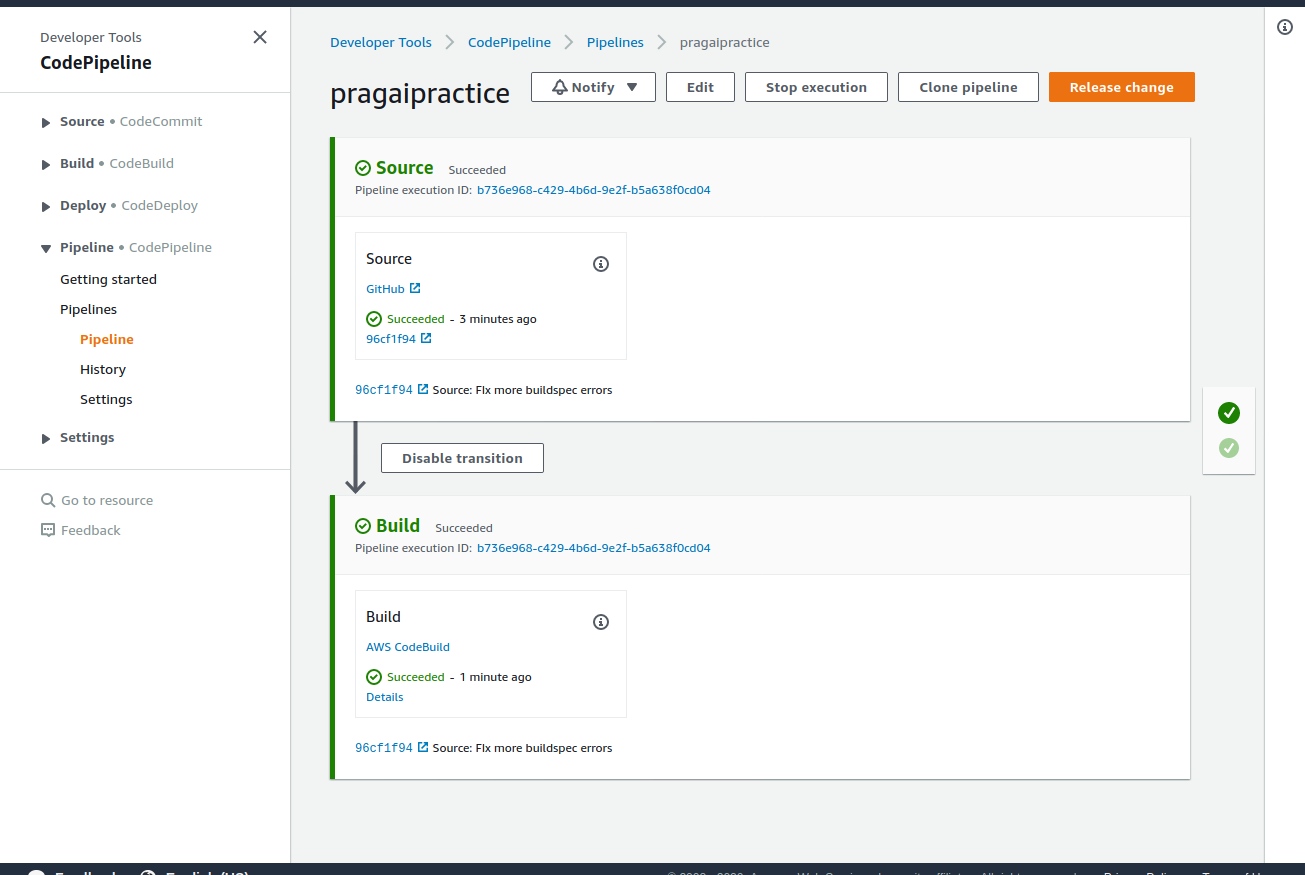 Developer Tools
CodePipeline
Source • CodeCommit
Build • CodeBuild
Deploy • CodeDeploy
Pipeline • CodePipeline
Getting started
Pipelines
Pipeline
History
Settings
Settings
Go to resource
Feedback
Developer Tools
CodePipeline
Pipelines
pragaipractice
pragaipractice
Notify
Edit
Stop execution
Clone pipeline
Release change
Source Succeeded
Pipeline execution ID: b736e968-c429-4b6d-9e2f-b5a638f0cd04
Source
GitHub
Succeeded - 3 minutes ago
96cf1f94
96cf1f94 Source: FIx more buildspec errors
Disable transition
Build Succeeded
Pipeline execution ID: b736e968-c429-4b6d-9e2f-b5a638f0cd04
Build
AWS CodeBuild
Succeeded - 1 minute ago
Details
96cf1f94 Source: FIx more buildspec errors
Feedback English (US)